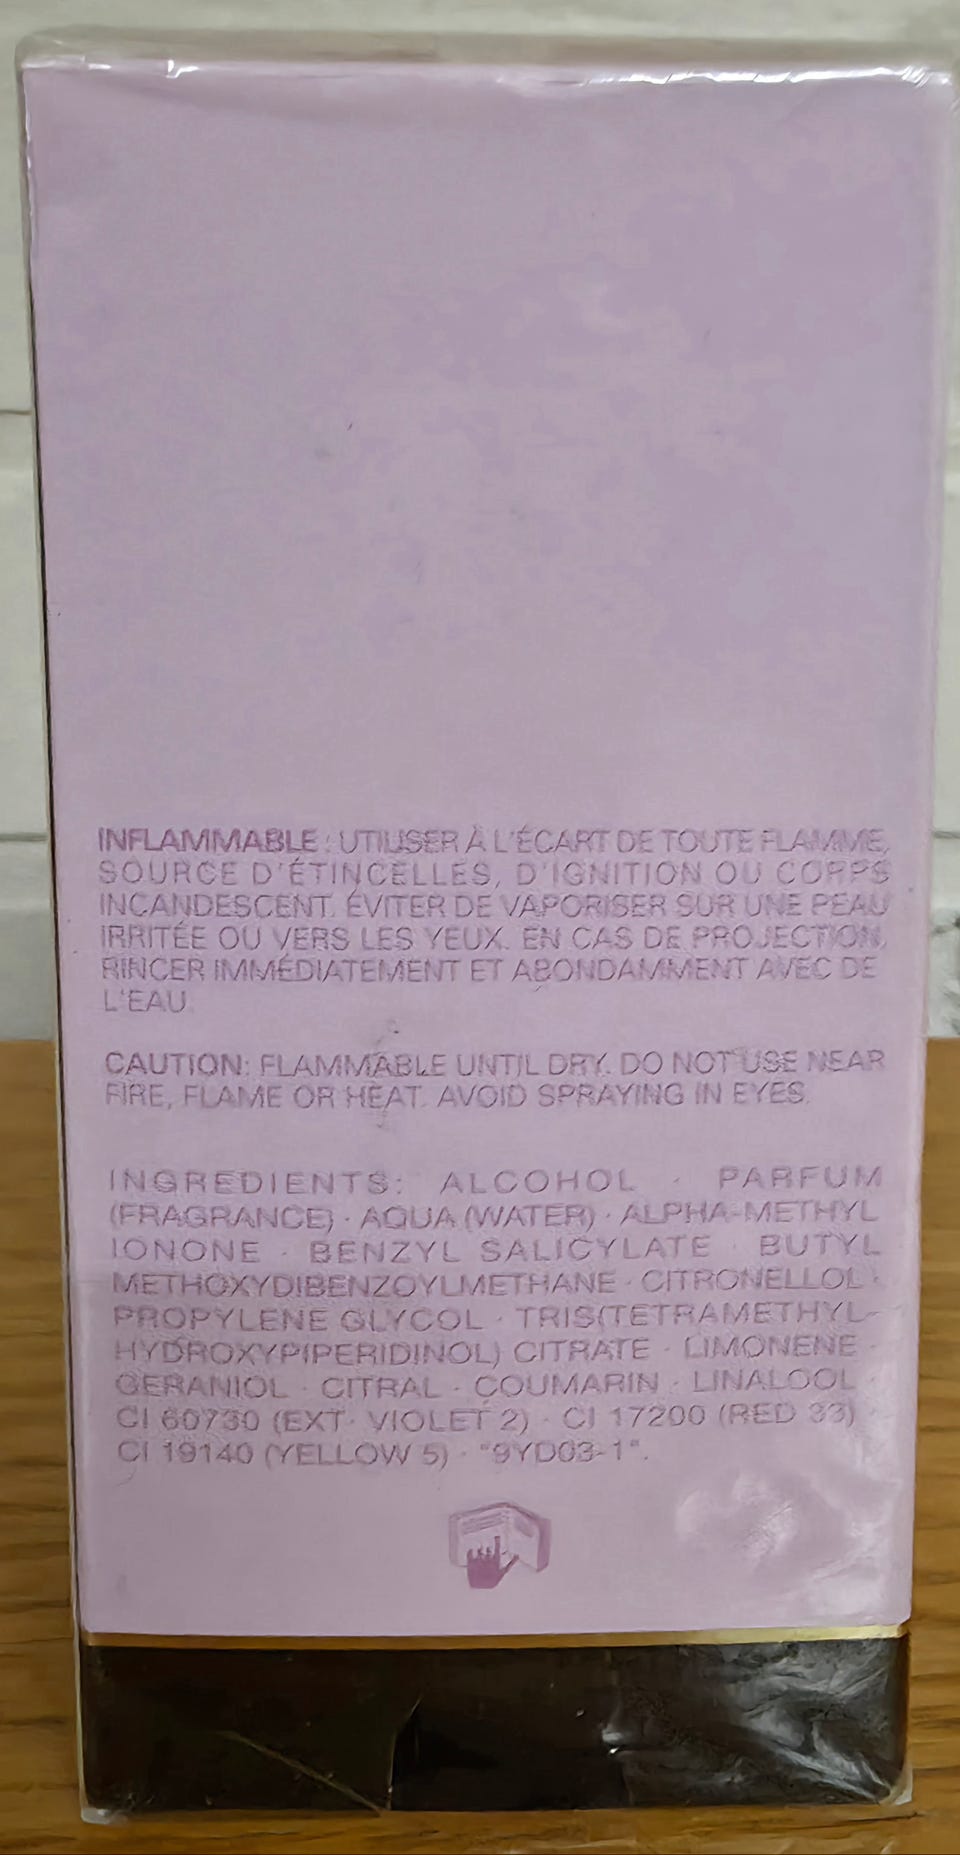 INFLAMMABLE : UTILISER À L'ÉCART DE TOUTE FLAMME,
SOURCE D'ÉTINCELLES, D'IGNITION OU CORPS
INCANDESCENT. ÉVITER DE VAPORISER SUR UNE PEAU
IRRITÉE OU VERS LES YEUX. EN CAS DE PROJECTION,
RINCER IMMÉDIATEMENT ET ABONDAMMENT AVEC DE
L'EAU.
CAUTION: FLAMMABLE UNTIL DRY. DO NOT USE NEAR
FIRE, FLAME OR HEAT. AVOID SPRAYING IN EYES.
INGREDIENTS: ALCOHOL · PARFUM
(FRAGRANCE) · AQUA (WATER) · ALPHA-METHYL
IONONE · BENZYL SALICYLATE · BUTYL
METHOXYDIBENZOYLMETHANE · CITRONELLOL ·
PROPYLENE GLYCOL · TRIS(TETRAMETHYL-
HYDROXYPIPERIDINOL) CITRATE · LIMONENE ·
GERANIOL · CITRAL · COUMARIN · LINALOOL ·
CI 60730 (EXT. VIOLET 2) · CI 17200 (RED 33) ·
CI 19140 (YELLOW 5) · "9YD03-1".